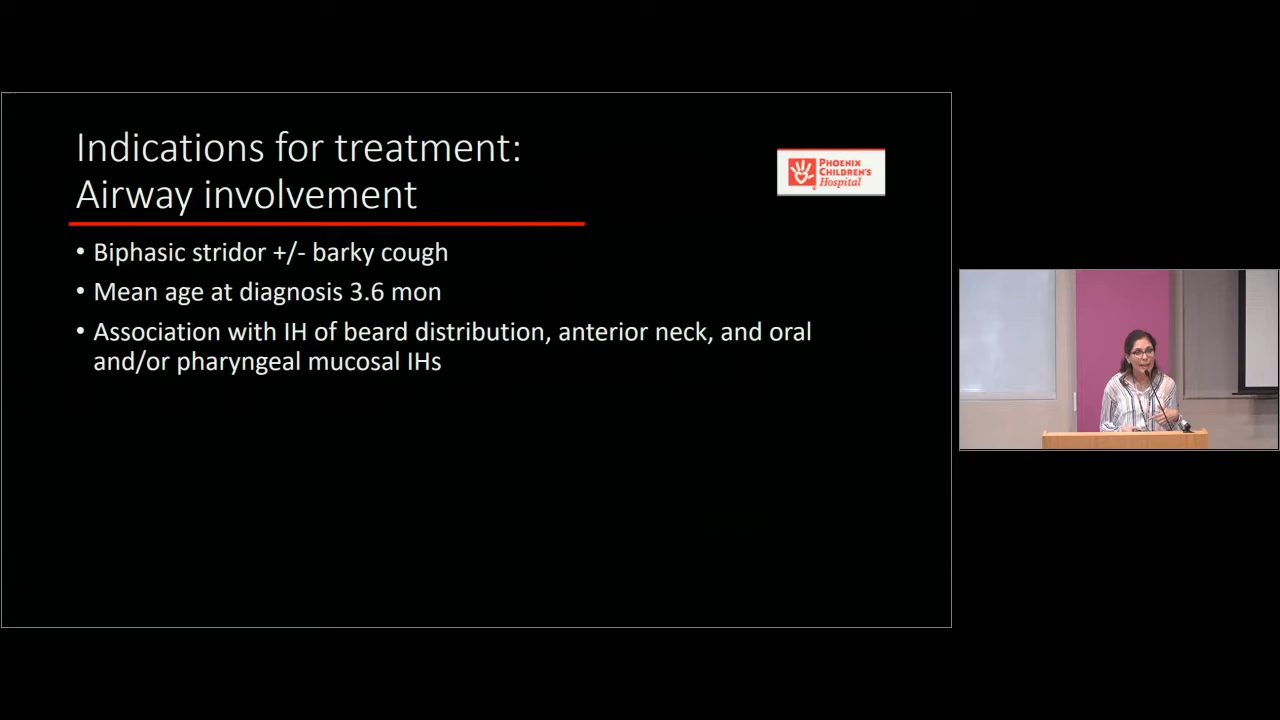 Indications for treatment:
Airway involvement
PHOENIX
CHILDREN'S
Hospital
• Biphasic stridor +/- barky cough
• Mean age at diagnosis 3.6 mon
• Association with IH of beard distribution, anterior neck, and oral
and/or pharyngeal mucosal IHs